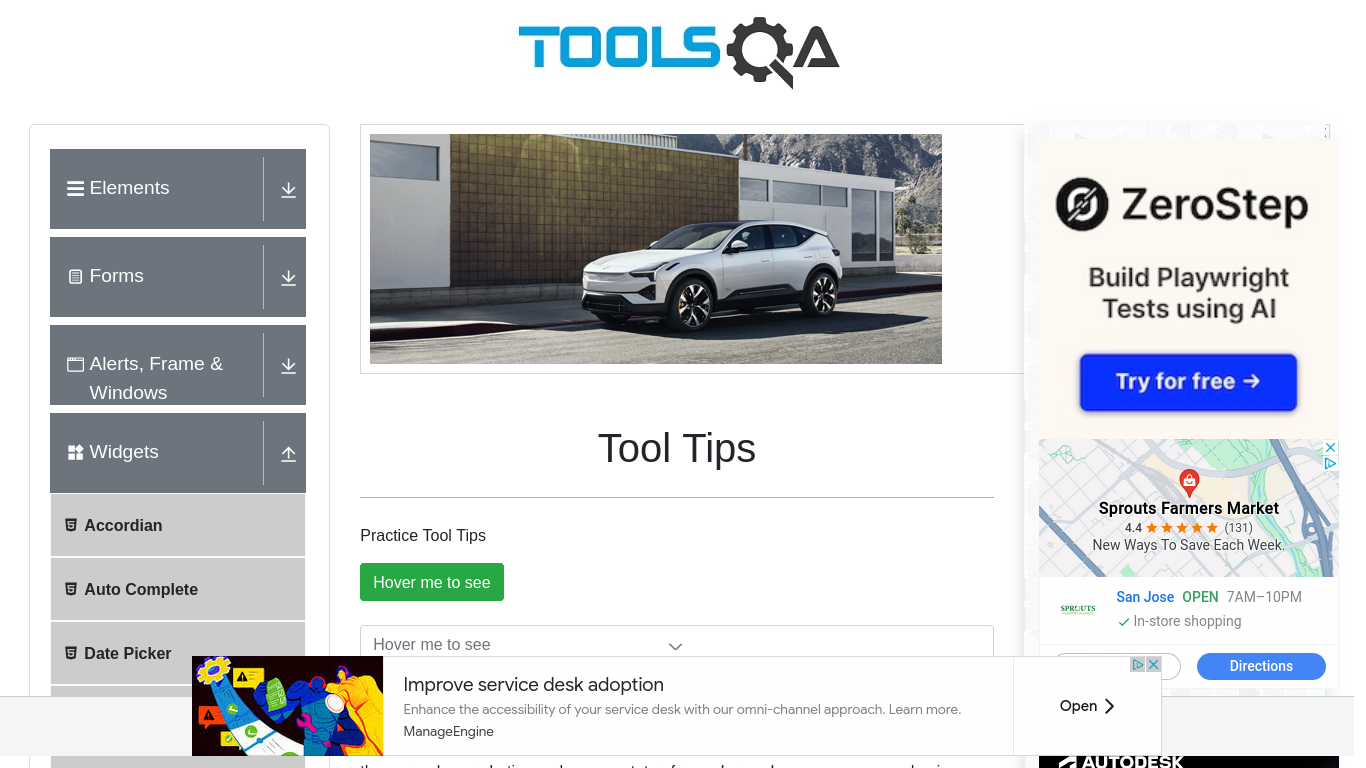 TOOLSQA
Elements
Forms
Alerts, Frame &
Windows
Widgets
Accordian
Auto Complete
Date Picker
Tool Tips
Practice Tool Tips
Hover me to see
Hover me to see
ZeroStep
Build Playwright
Tests using AI
Try for free →
Sprouts Farmers Market
4.4 ★★★★★ (131)
New Ways To Save Each Week.
SPROUTS
San Jose OPEN 7AM–10PM
In-store shopping
Directions
Improve service desk adoption
Enhance the accessibility of your service desk with our omni-channel approach. Learn more.
ManageEngine
Open
AUTODESK